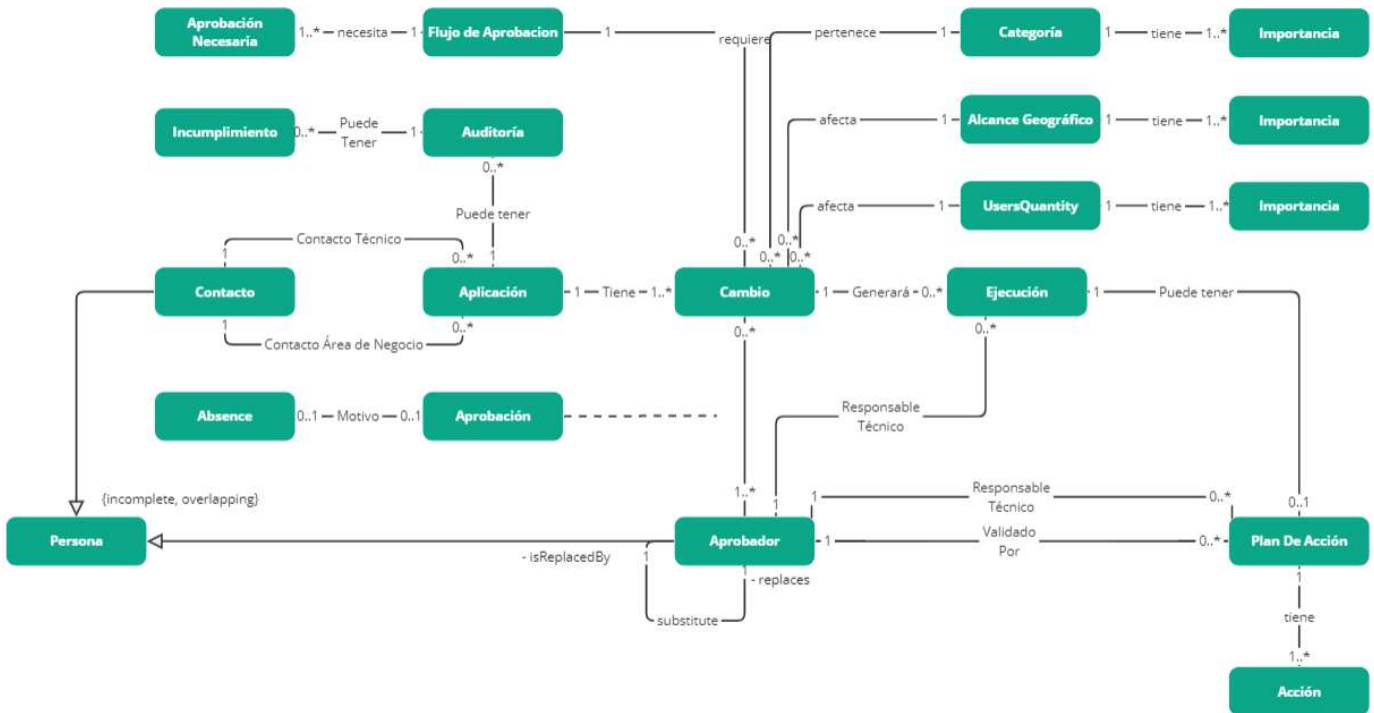 Aprobación
Necesaria
1..*
necesita
1
Flujo de Aprobacion
1
requiere
pertenece
1
Categoría
1
tiene
1..*
Importancia
Incumplimiento
0..*
Puede
Tener
1
Auditoría
afecta
1
Alcance Geográfico
1
tiene
1..*
Importancia
0..*
Puede tener
1
afecta
1
UsersQuantity
1
tiene
1..*
Importancia
Contacto Técnico
1
0..*
0..*
0..*
0..*
0..*
Contacto
Aplicación
1
Tiene
1..*
Cambio
1
Generará
0..*
Ejecución
1
Puede tener
1
Contacto Área de Negocio
0..*
0..*
0..*
Absence
0..1
Motivo
0..1
Aprobación
Responsable
Técnico
{incomplete, overlapping}
1..*
1
1
Responsable
Técnico
0..*
0..1
Persona
Aprobador
1
Validado
Por
0..*
Plan De Acción
- isReplacedBy
1
1
- replaces
substitute
1
tiene
1..*
Acción